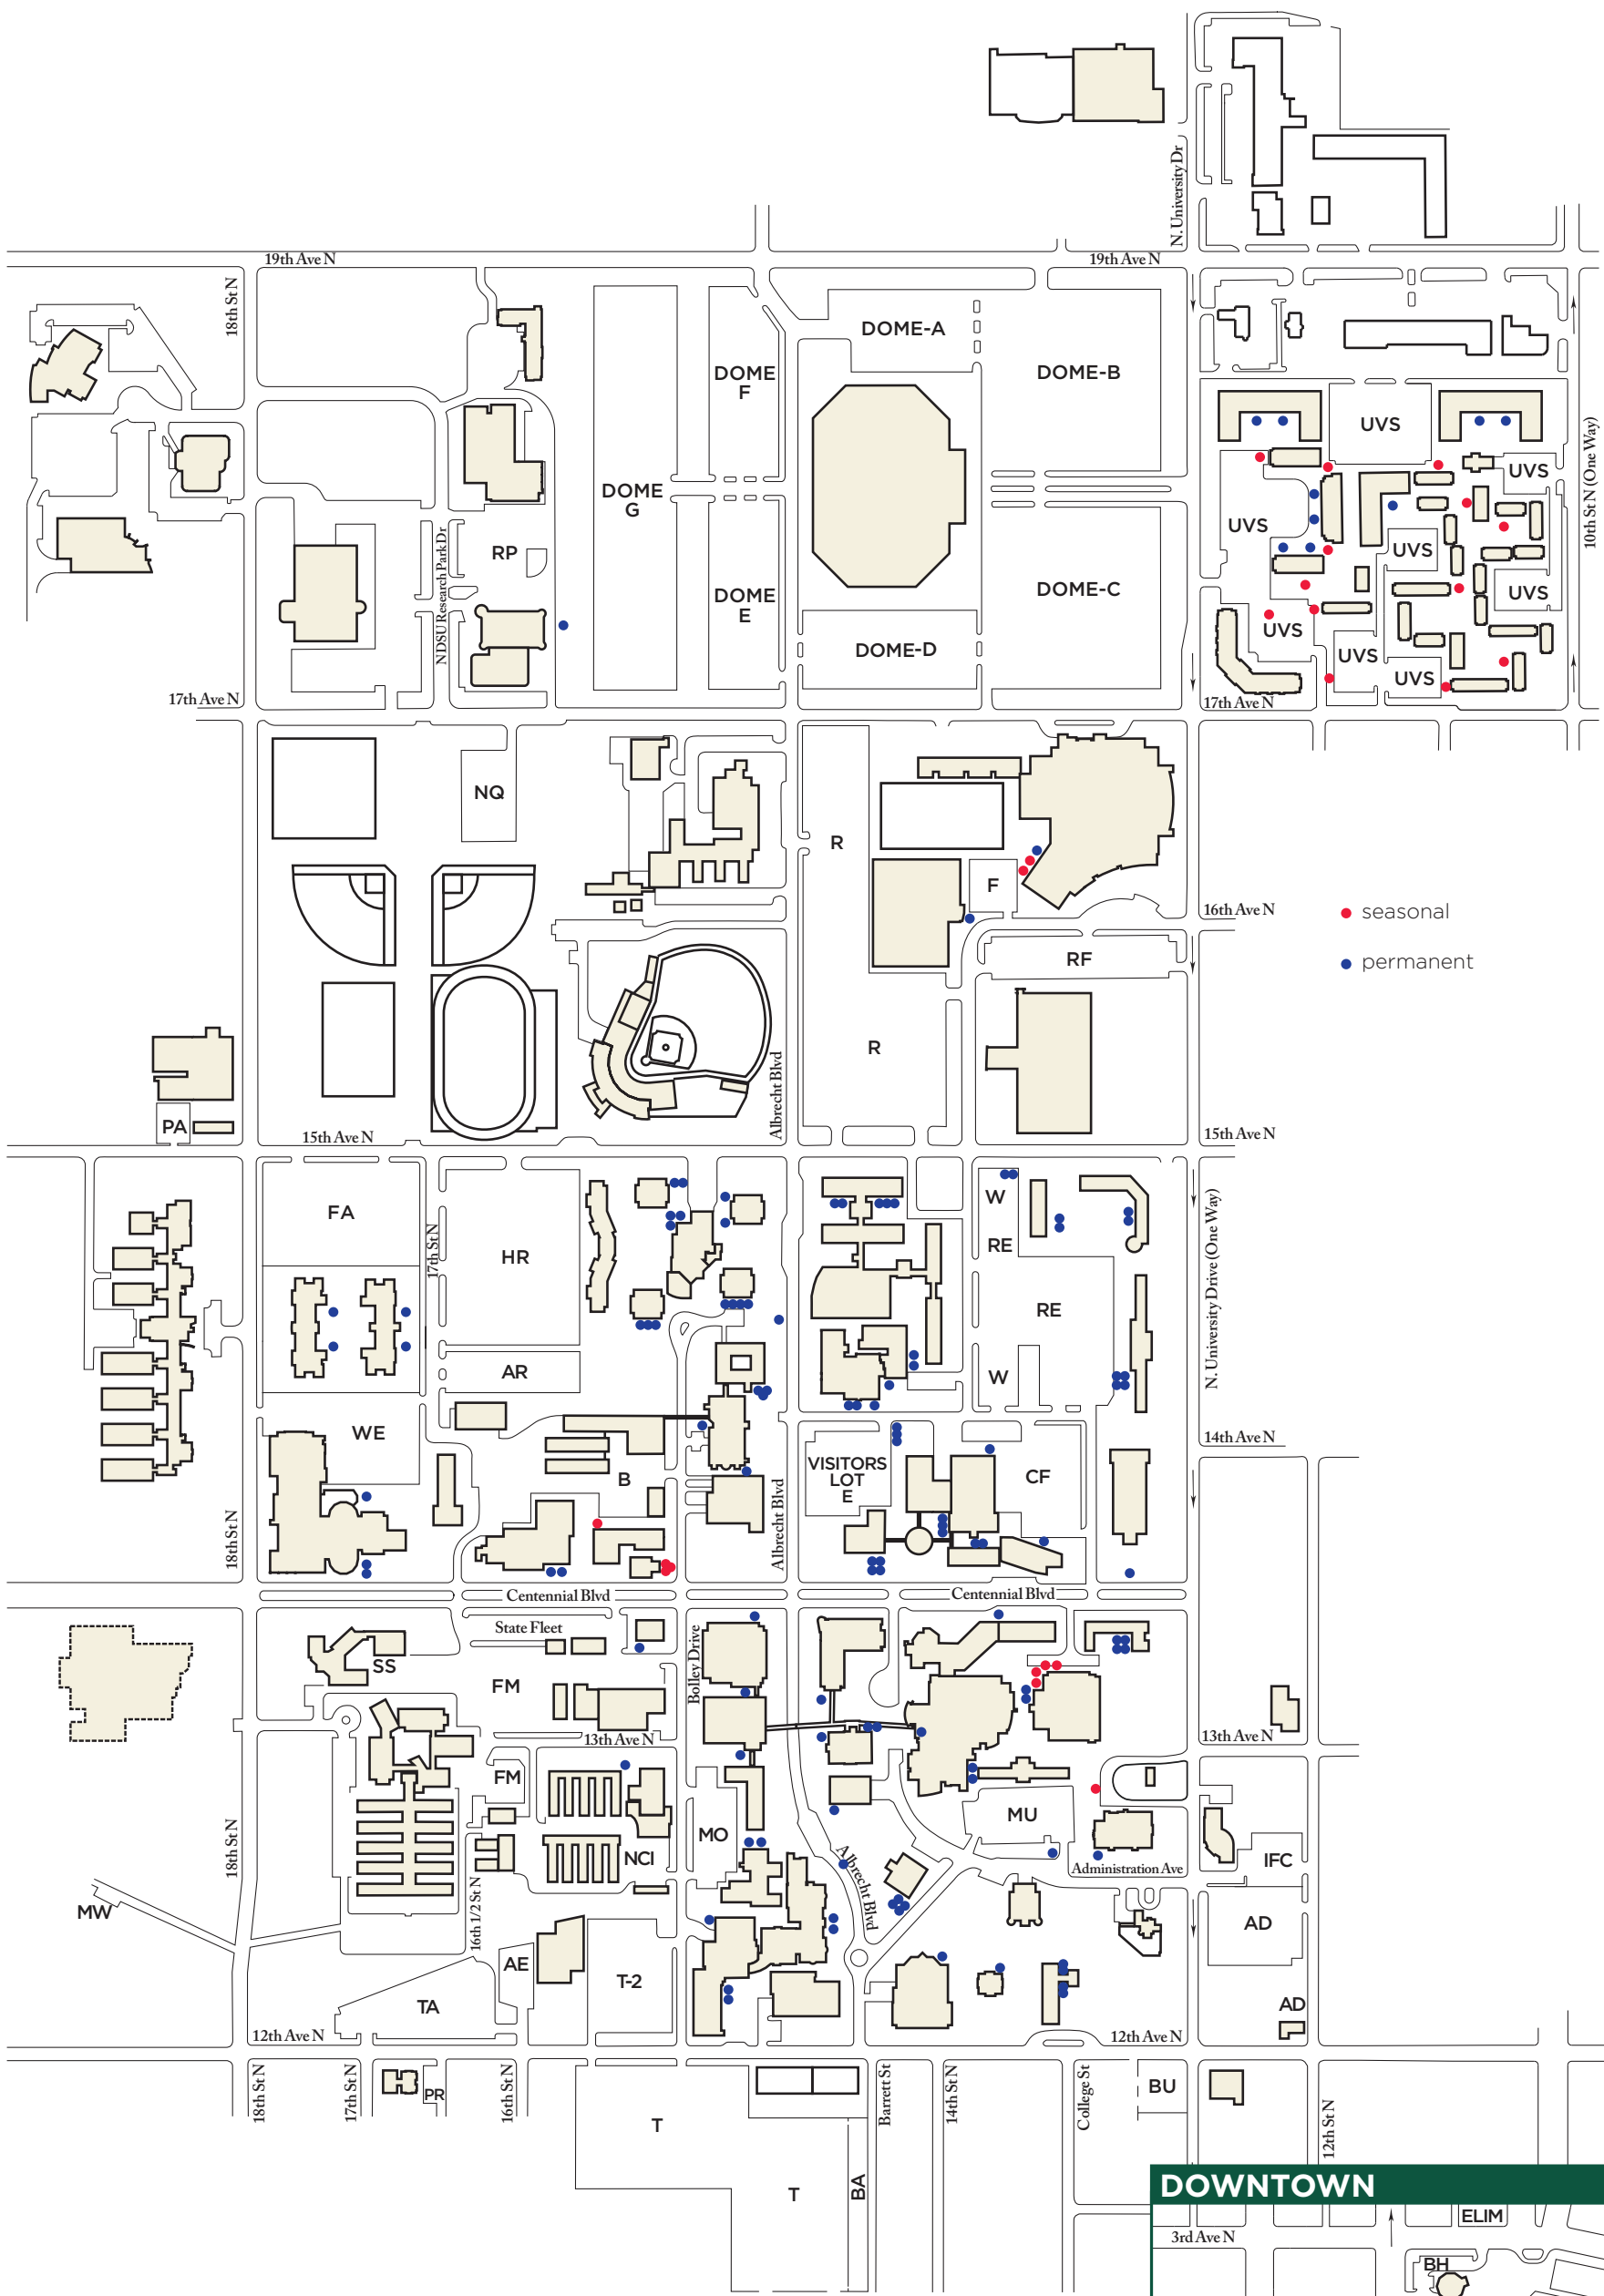 N. University Dr
19th Ave N
19th Ave N
18th St N
DOME-A
DOME
F
DOME-B
UVS
UVS
10th St N (One Way)
DOME
G
UVS
NDSU Research Park Dr
RP
UVS
DOME
E
DOME-C
UVS
UVS
DOME-D
UVS
UVS
17th Ave N
17th Ave N
NQ
R
F
16th Ave N
seasonal
RF
permanent
R
Albrecht Blvd
PA
15th Ave N
15th Ave N
FA
W
17th St N
HR
RE
N. University Drive (One Way)
RE
AR
W
WE
14th Ave N
VISITORS
LOT
E
CF
B
18th St N
Albrecht Blvd
Centennial Blvd
Centennial Blvd
State Fleet
SS
Bolley Drive
FM
13th Ave N
13th Ave N
FM
MU
18th St N
MO
NCI
Albrecht Blvd
Administration Ave
IFC
MW
16th 1/2 St N
AD
AE
T-2
TA
AD
12th Ave N
12th Ave N
18th St N
17th St N
PR
16th St N
Barrett St
14th St N
College St
BU
12th St N
T
T
BA
DOWNTOWN
ELIM
3rd Ave N
BH